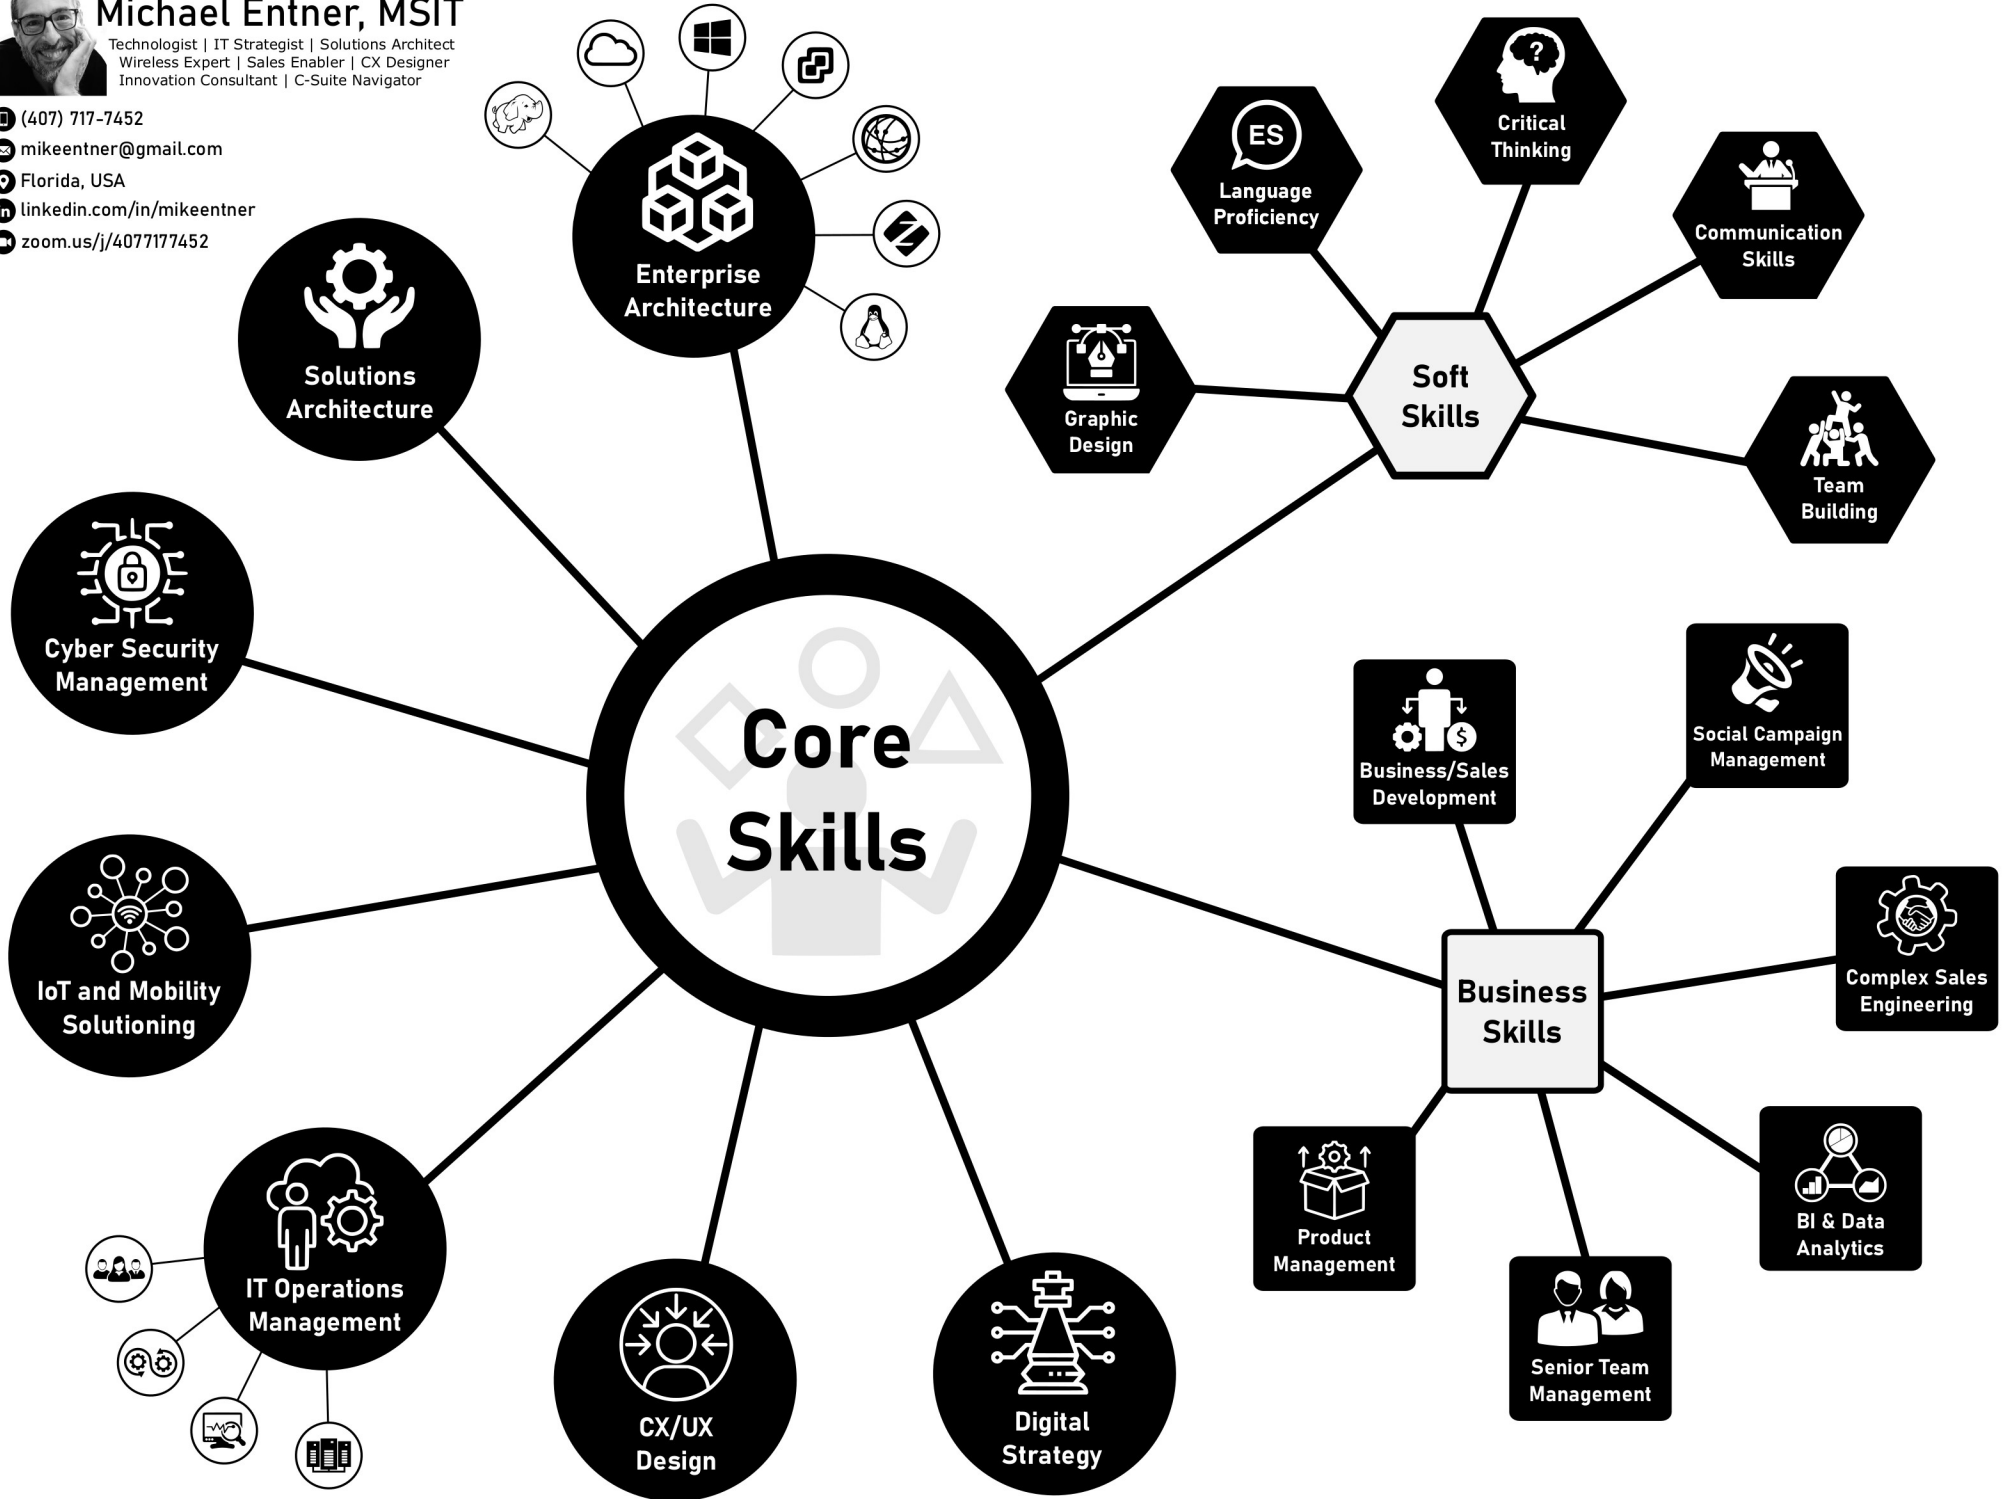 Michael Entner, MSIT
Technologist | IT Strategist | Solutions Architect
Wireless Expert | Sales Enabler | CX Designer
Innovation Consultant | C-Suite Navigator
(407) 717-7452
mikeentner@gmail.com
Florida, USA
in linkedin.com/in/mikeentner
zoom.us/j/4077177452
Enterprise
Architecture
Solutions
Architecture
Cyber Security
Management
IoT and Mobility
Solutioning
IT Operations
Management
CX/UX
Design
Digital
Strategy
Core
Skills
Soft
Skills
Graphic
Design
ES
Language
Proficiency
?
Critical
Thinking
Communication
Skills
Team
Building
Business
Skills
$
Business/Sales
Development
Social Campaign
Management
Complex Sales
Engineering
BI & Data
Analytics
Senior Team
Management
Product
Management